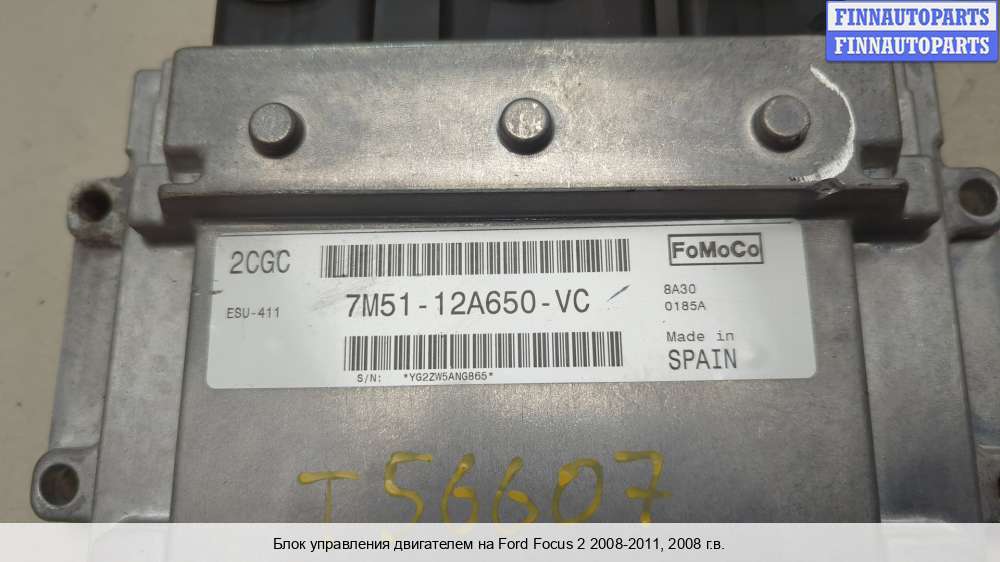 FINNAUTOPARTS
FINNAUTOPARTS
2CGC
FoMoCo
ESU-411
7M51-12A650-VC
8A30
0185A
Made in
SPAIN
S/N: *YG2ZW5ANG865*
T 56607
Блок управления двигателем на Ford Focus 2 2008-2011, 2008 г.в.